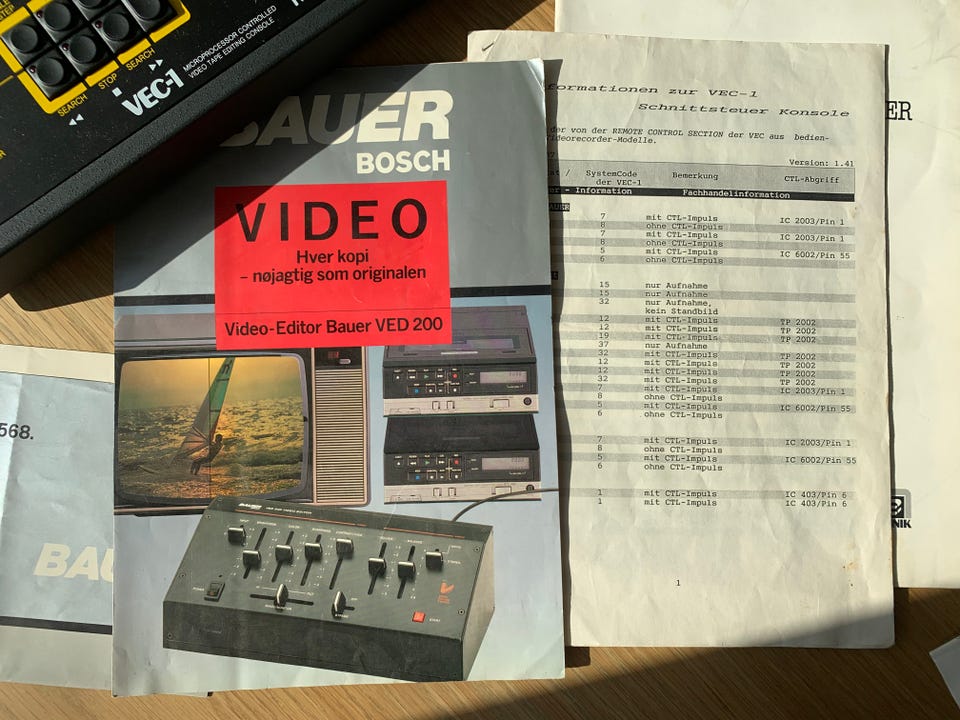 STEP
SEARCH
STOP
SEARCH
VEC-1
MICROPROCESSOR CONTROLLED
VIDEO TAPE EDITING CONSOLE
BAUER
BOSCH
VIDEO
Hver kopi
– nøjagtig som originalen
Video-Editor Bauer VED 200
568.
BAU
formationen zur VEC-1
Schnittsteuer Konsole
der von der REMOTE CONTROL SECTION der VEC aus bedien-
Videorecorder-Modelle.
Version: 1.41
/ SystemCode Bemerkung CTL-Abgriff
der VEC-1
er - Information Fachhandelinformation
BAUER
7 mit CTL-Impuls IC 2003/Pin 1
8 ohne CTL-Impuls
7 mit CTL-Impuls IC 2003/Pin 1
8 ohne CTL-Impuls
5 mit CTL-Impuls IC 6002/Pin 55
6 ohne CTL-Impuls
15 nur Aufnahme
15 nur Aufnahme
32 nur Aufnahme,
kein Standbild
12 mit CTL-Impuls TP 2002
12 mit CTL-Impuls TP 2002
19 mit CTL-Impuls TP 2002
37 nur Aufnahme
32 mit CTL-Impuls TP 2002
12 mit CTL-Impuls TP 2002
12 mit CTL-Impuls TP 2002
32 mit CTL-Impuls TP 2002
7 mit CTL-Impuls IC 2003/Pin 1
8 ohne CTL-Impuls
5 mit CTL-Impuls IC 6002/Pin 55
6 ohne CTL-Impuls
7 mit CTL-Impuls IC 2003/Pin 1
8 ohne CTL-Impuls
5 mit CTL-Impuls IC 6002/Pin 55
6 ohne CTL-Impuls
1 mit CTL-Impuls IC 403/Pin 6
1 mit CTL-Impuls IC 403/Pin 6
1
ER
NIK